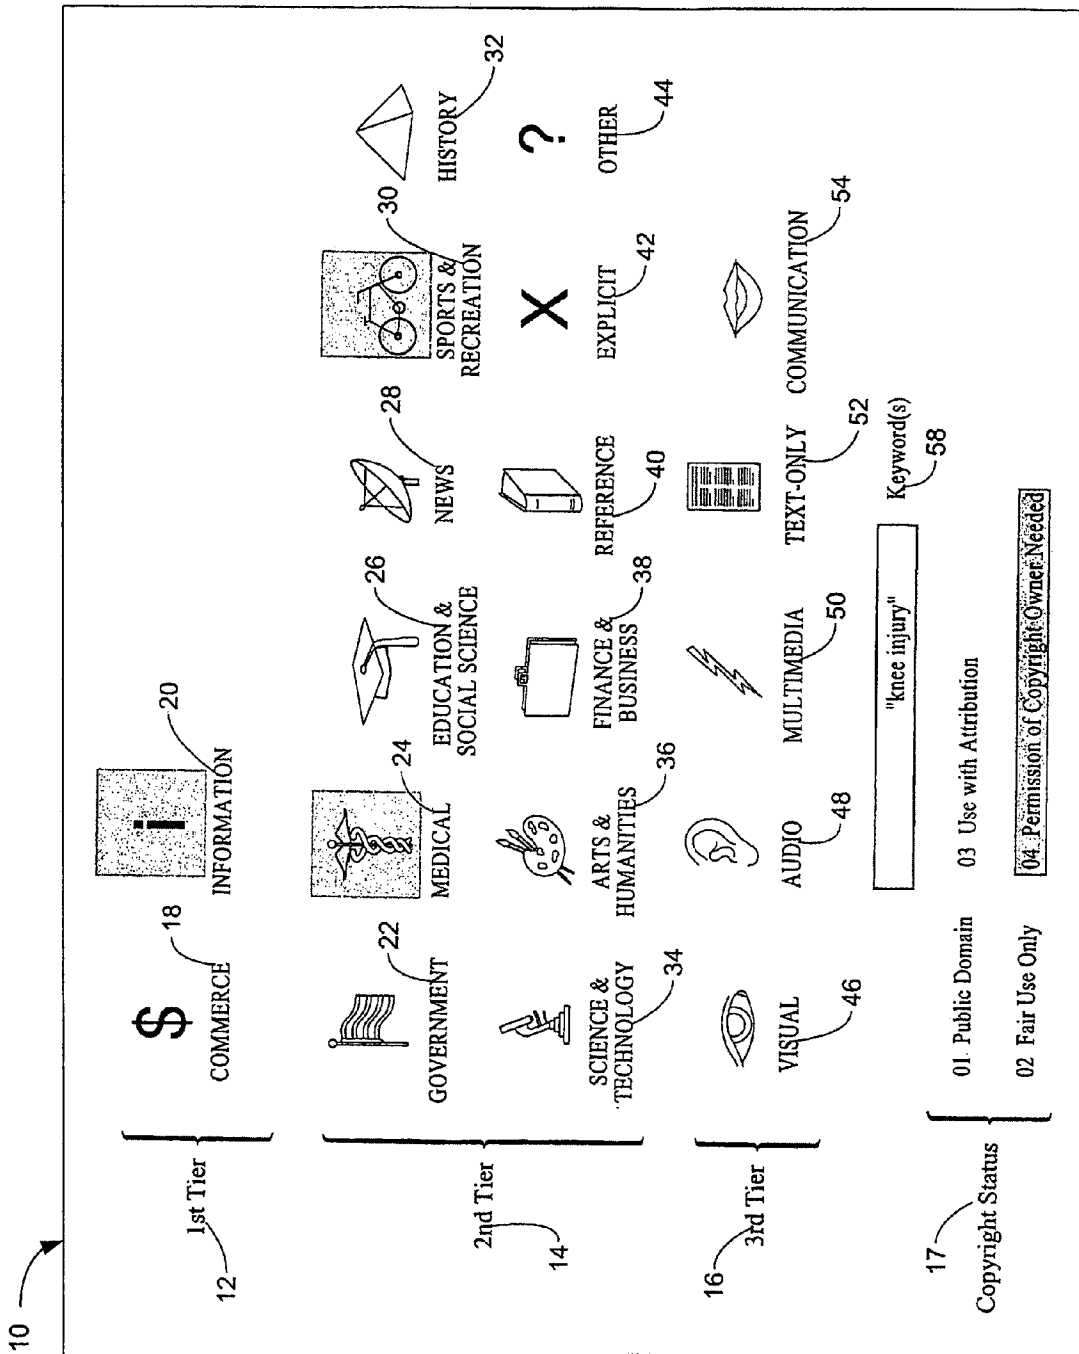 10
1st Tier
12
$
COMMERCE
18
i
INFORMATION
20
2nd Tier
14
GOVERNMENT
22
MEDICAL
24
EDUCATION &
SOCIAL SCIENCE
26
NEWS
28
SPORTS &
RECREATION
30
HISTORY
32
SCIENCE &
TECHNOLOGY
34
ARTS &
HUMANITIES
36
FINANCE &
BUSINESS
38
REFERENCE
40
X
EXPLICIT
42
?
OTHER
44
16
3rd Tier
VISUAL
46
AUDIO
48
MULTIMEDIA
50
TEXT-ONLY
52
COMMUNICATION
54
"knee injury"
Keyword(s)
58
17
Copyright Status
01 Public Domain
03 Use with Attribution
02 Fair Use Only
04 Permission of Copyright Owner Needed